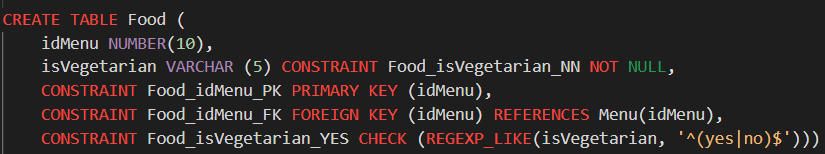 CREATE TABLE Food (
idMenu NUMBER(10),
isVegetarian VARCHAR (5) CONSTRAINT Food_isVegetarian_NN NOT NULL,
CONSTRAINT Food_idMenu_PK PRIMARY KEY (idMenu),
CONSTRAINT Food_idMenu_FK FOREIGN KEY (idMenu) REFERENCES Menu(idMenu),
CONSTRAINT Food_isVegetarian_YES CHECK (REGEXP_LIKE(isVegetarian, '^(yes|no)$')))